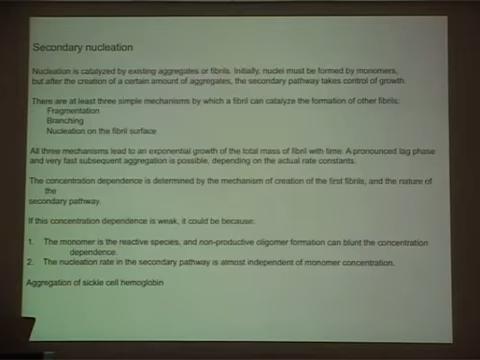 Secondary nucleation
Nucleation is catalyzed by existing aggregates or fibrils. Initially, nuclei must be formed by monomers,
but after the creation of a certain amount of aggregates, the secondary pathway takes control of growth.
There are at least three simple mechanisms by which a fibril can catalyze the formation of other fibrils:
Fragmentation
Branching
Nucleation on the fibril surface
All three mechanisms lead to an exponential growth of the total mass of fibril with time. A pronounced lag phase
and very fast subsequent aggregation is possible, depending on the actual rate constants.
The concentration dependence is determined by the mechanism of creation of the first fibrils, and the nature of
the
secondary pathway.
If this concentration dependence is weak, it could be because:
1. The monomer is the reactive species, and non-productive oligomer formation can blunt the concentration
dependence.
2. The nucleation rate in the secondary pathway is almost independent of monomer concentration.
Aggregation of sickle cell hemoglobin